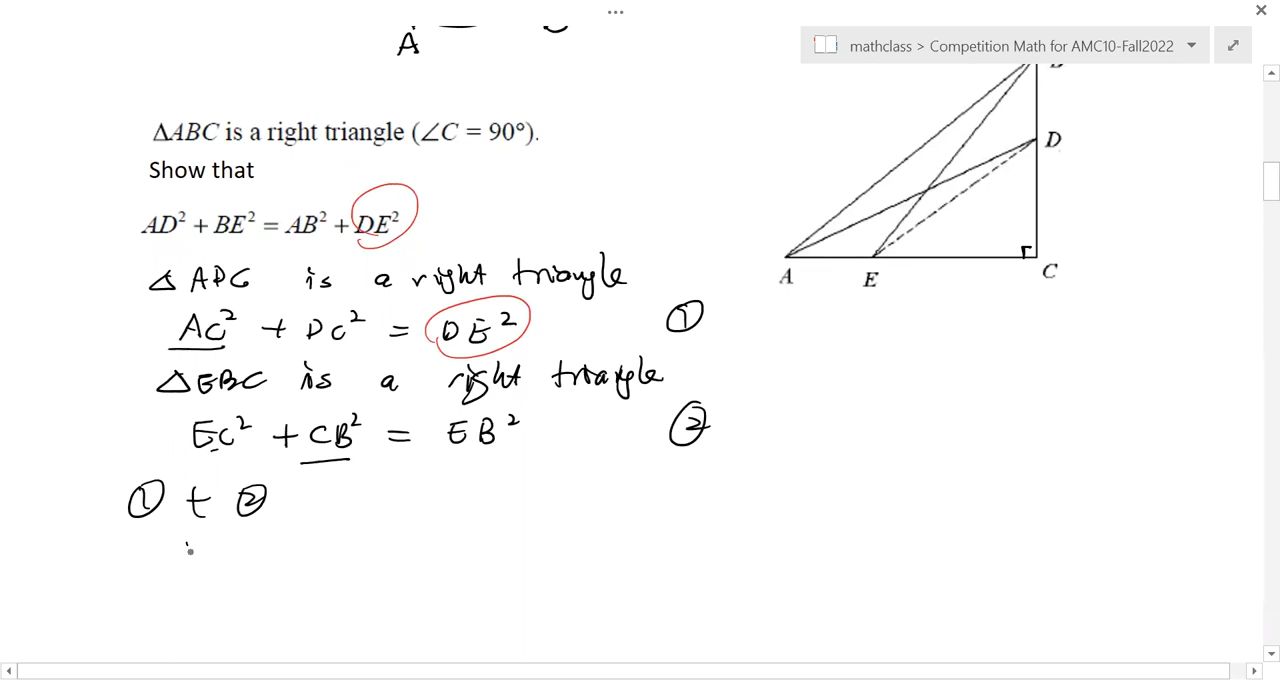 ...
A
mathclass > Competition Math for AMC10-Fall2022
ΔABC is a right triangle (∠C = 90°).
Show that
AD² + BE² = AB² + DE²
D
A
E
C
Δ ADC is a right triangle
AC² + DC² = DE² ①
ΔEBC is a right triangle
EC² + CB² = EB² ②
① + ②